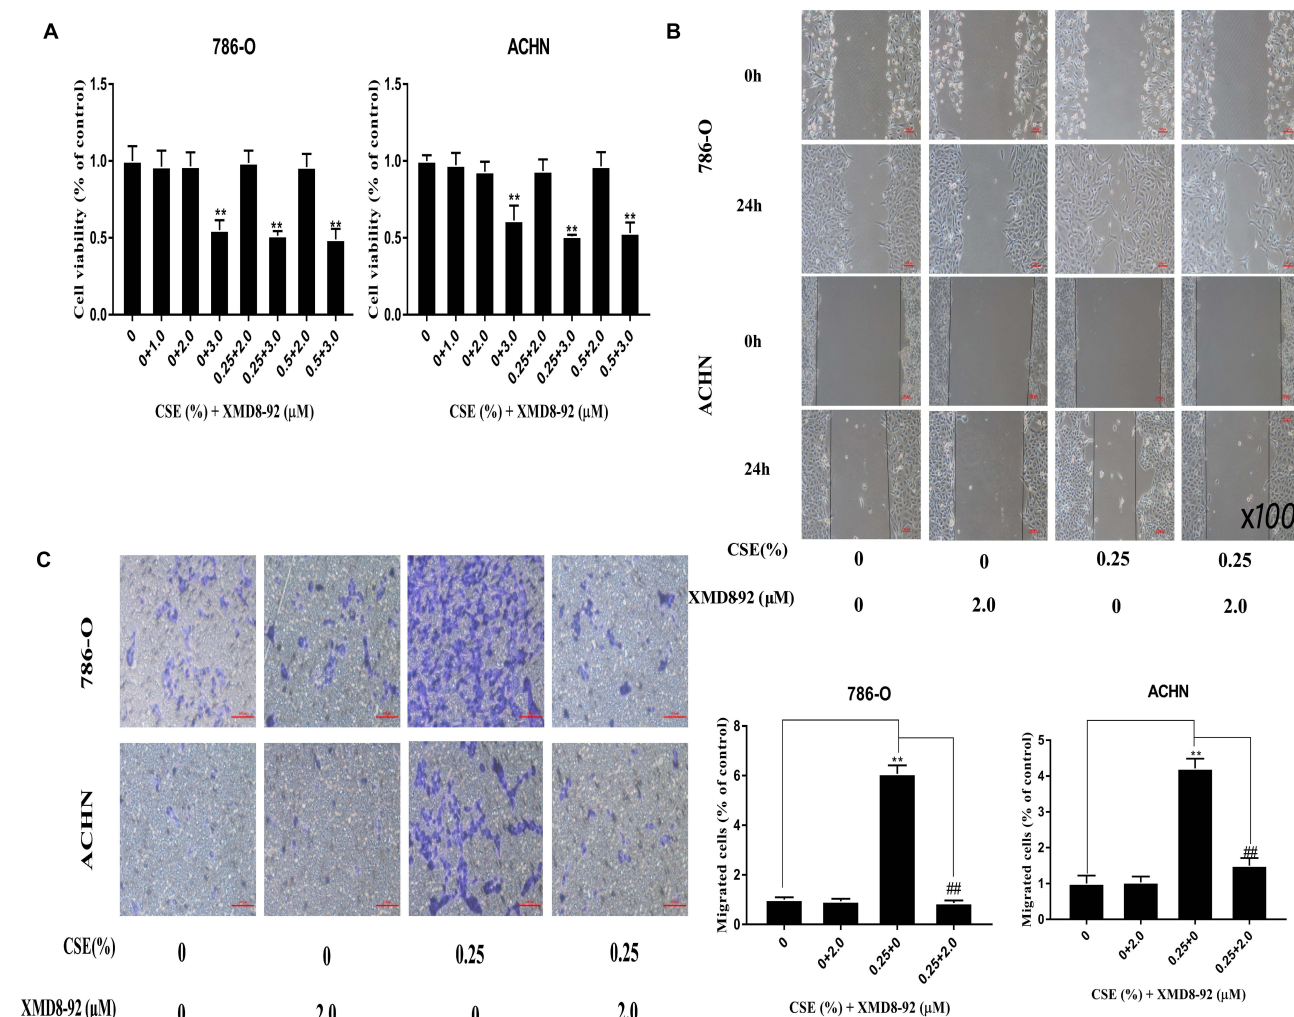 A
786-O
Cell viability (% of control)
1.5
1.0
0.5
0.0
**
**
**
0
0+1.0
0+2.0
0+3.0
0.25+2.0
0.25+3.0
0.5+2.0
0.5+3.0
CSE (%) + XMD8-92 (μM)
ACHN
Cell viability (% of control)
1.5
1.0
0.5
0.0
**
**
**
0
0+1.0
0+2.0
0+3.0
0.25+2.0
0.25+3.0
0.5+2.0
0.5+3.0
CSE (%) + XMD8-92 (μM)
B
786-O
0h
24h
ACHN
0h
24h
x100
CSE(%)
0
0
0.25
0.25
XMD892 (μM)
0
2.0
0
2.0
C
786-O
ACHN
CSE(%)
0
0
0.25
0.25
XMD8-92 (μM)
0
2.0
0
2.0
786-O
Migrated cells (% of control)
8
6
4
2
0
**
##
0
0+2.0
0.25+0
0.25+2.0
CSE (%) + XMD8-92 (μM)
ACHN
Migrated cells (% of control)
5
4
3
2
1
0
**
##
0
0+2.0
0.25+0
0.25+2.0
CSE (%) + XMD8-92 (μM)